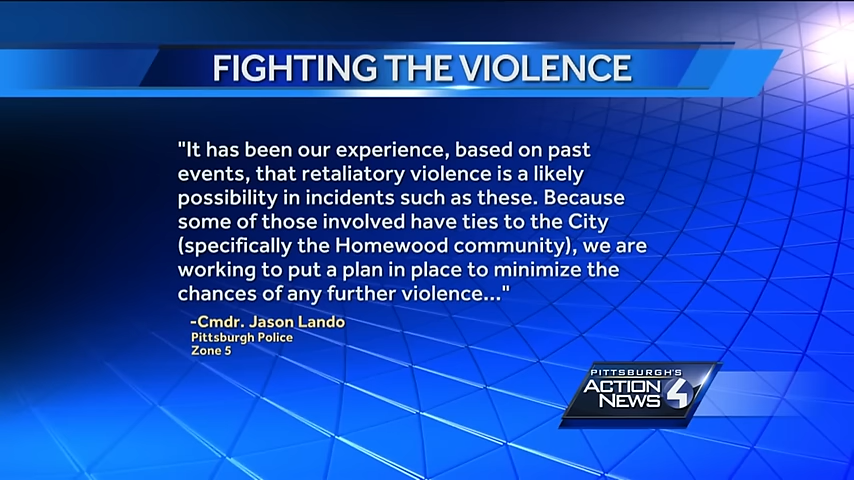 FIGHTING THE VIOLENCE
"It has been our experience, based on past
events, that retaliatory violence is a likely
possibility in incidents such as these. Because
some of those involved have ties to the City
(specifically the Homewood community), we are
working to put a plan in place to minimize the
chances of any further violence..."
-Cmdr. Jason Lando
Pittsburgh Police
Zone 5
PITTSBURGH'S
ACTION
NEWS 4